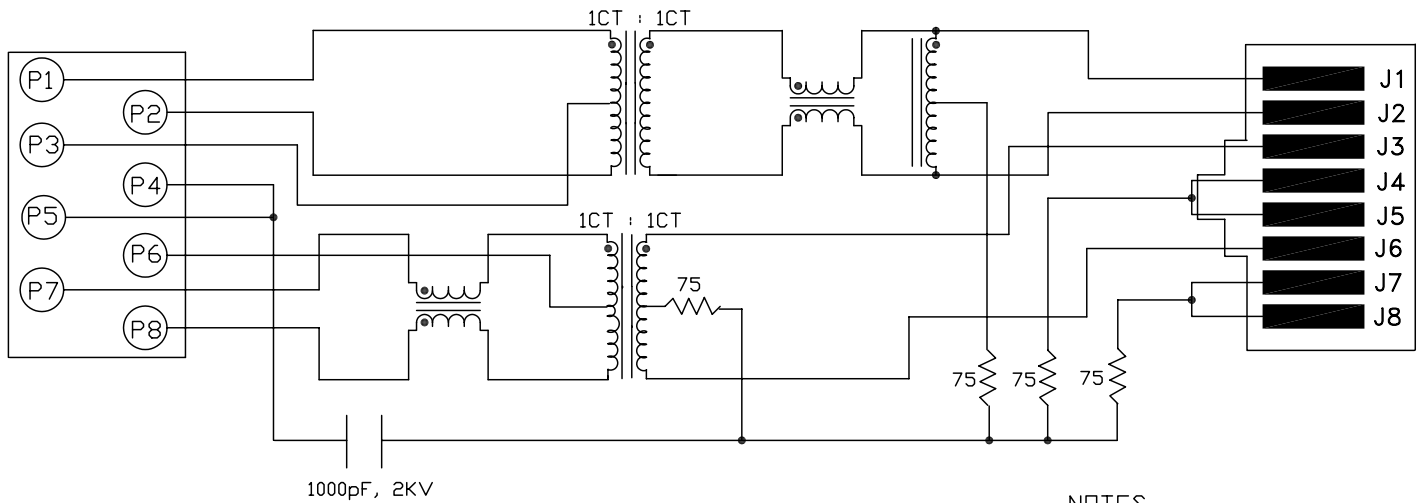 1CT : 1CT
P1
P2
P3
P4
P5
P6
P7
P8
J1
J2
J3
J4
J5
J6
J7
J8
1CT : 1CT
75
75
75
75
1000pF, 2KV
NOTES